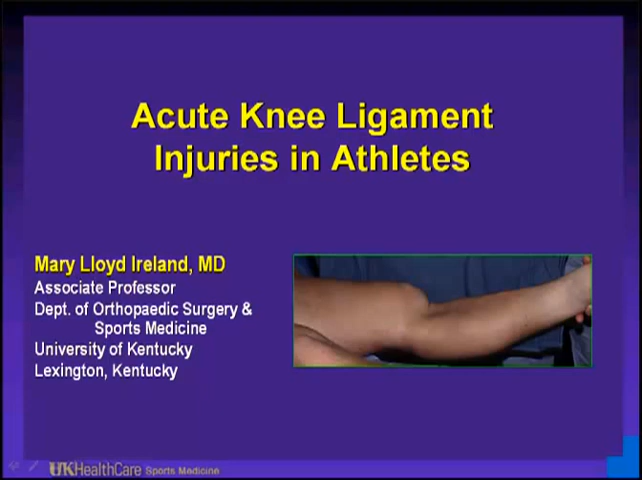 Acute Knee Ligament
Injuries in Athletes
Mary Lloyd Ireland, MD
Associate Professor
Dept. of Orthopaedic Surgery &
Sports Medicine
University of Kentucky
Lexington, Kentucky
UKHealthCare Sports Medicine